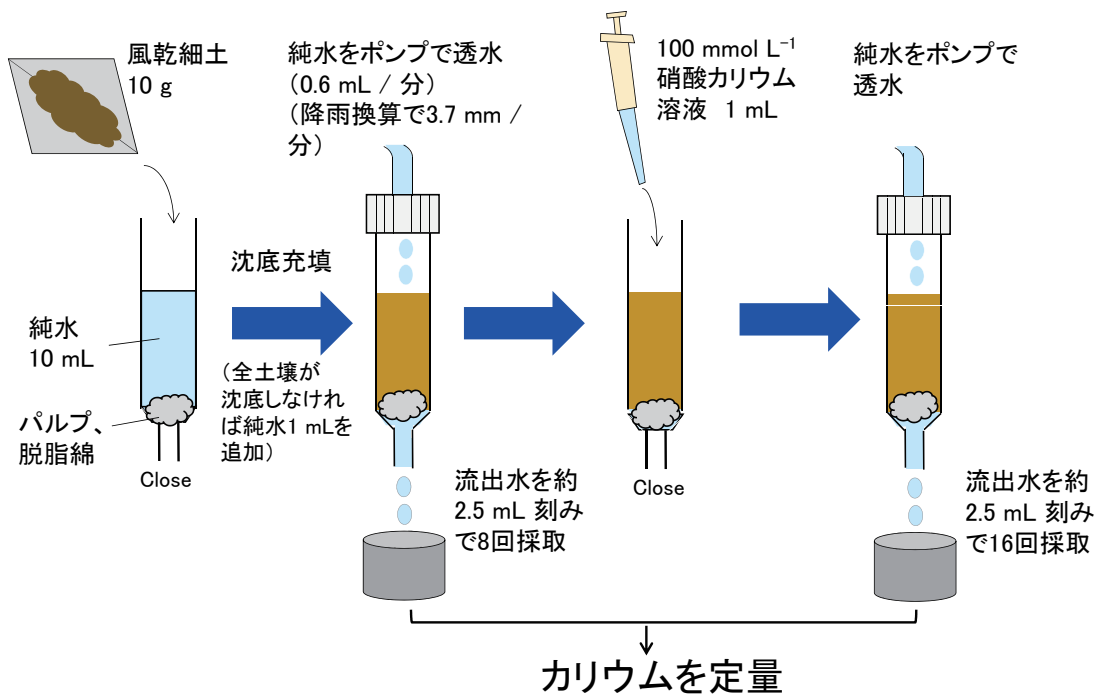 風乾細土
10 g
純水をポンプで透水
（0.6 mL / 分）
（降雨換算で3.7 mm /
分）
100 mmol L⁻¹
硝酸カリウム
溶液 1 mL
純水をポンプで
透水
純水
10 mL
パルプ、
脱脂綿
Close
沈底充填
（全土壌が
沈底しなけれ
ば純水1 mLを
追加）
流出水を約
2.5 mL 刻み
で8回採取
Close
流出水を約
2.5 mL 刻み
で16回採取
カリウムを定量